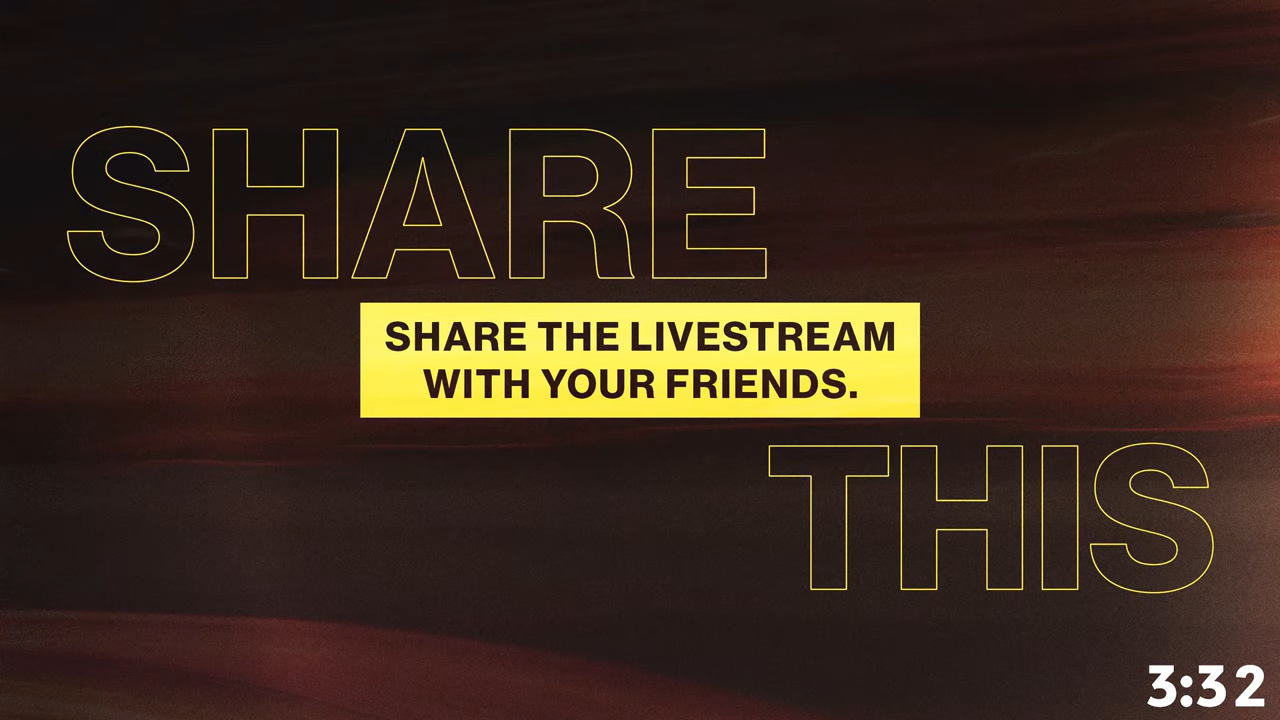 SHARE
SHARE THE LIVESTREAM
WITH YOUR FRIENDS.
THIS
3:32